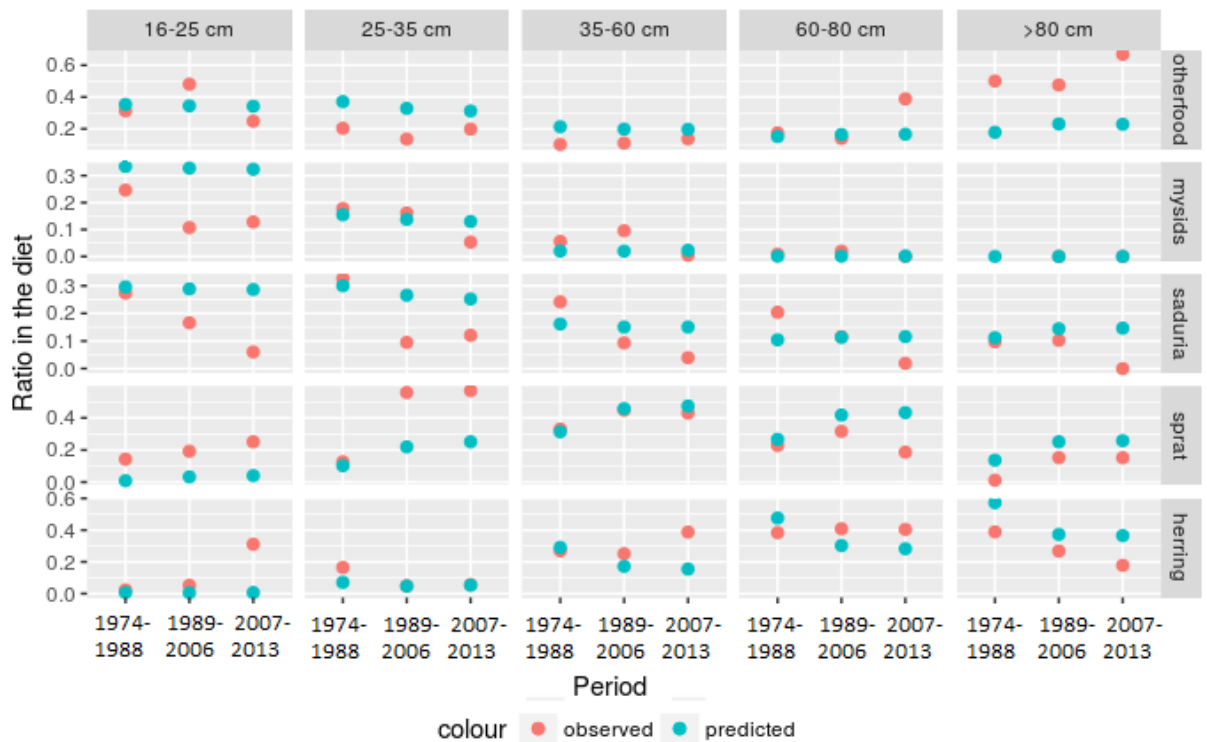 16-25 cm 25-35 cm 35-60 cm 60-80 cm >80 cm
0.6
0.4
0.2
otherfood
0.3
0.2
0.1
0.0
mysids
0.3
0.2
0.1
0.0
saduria
0.4
0.2
0.0
sprat
0.6
0.4
0.2
0.0
herring
Ratio in the diet
1974- 1989- 2007- 1974- 1989- 2007- 1974- 1989- 2007- 1974- 1989- 2007- 1974- 1989- 2007-
1988 2006 2013 1988 2006 2013 1988 2006 2013 1988 2006 2013 1988 2006 2013
Period
colour observed predicted